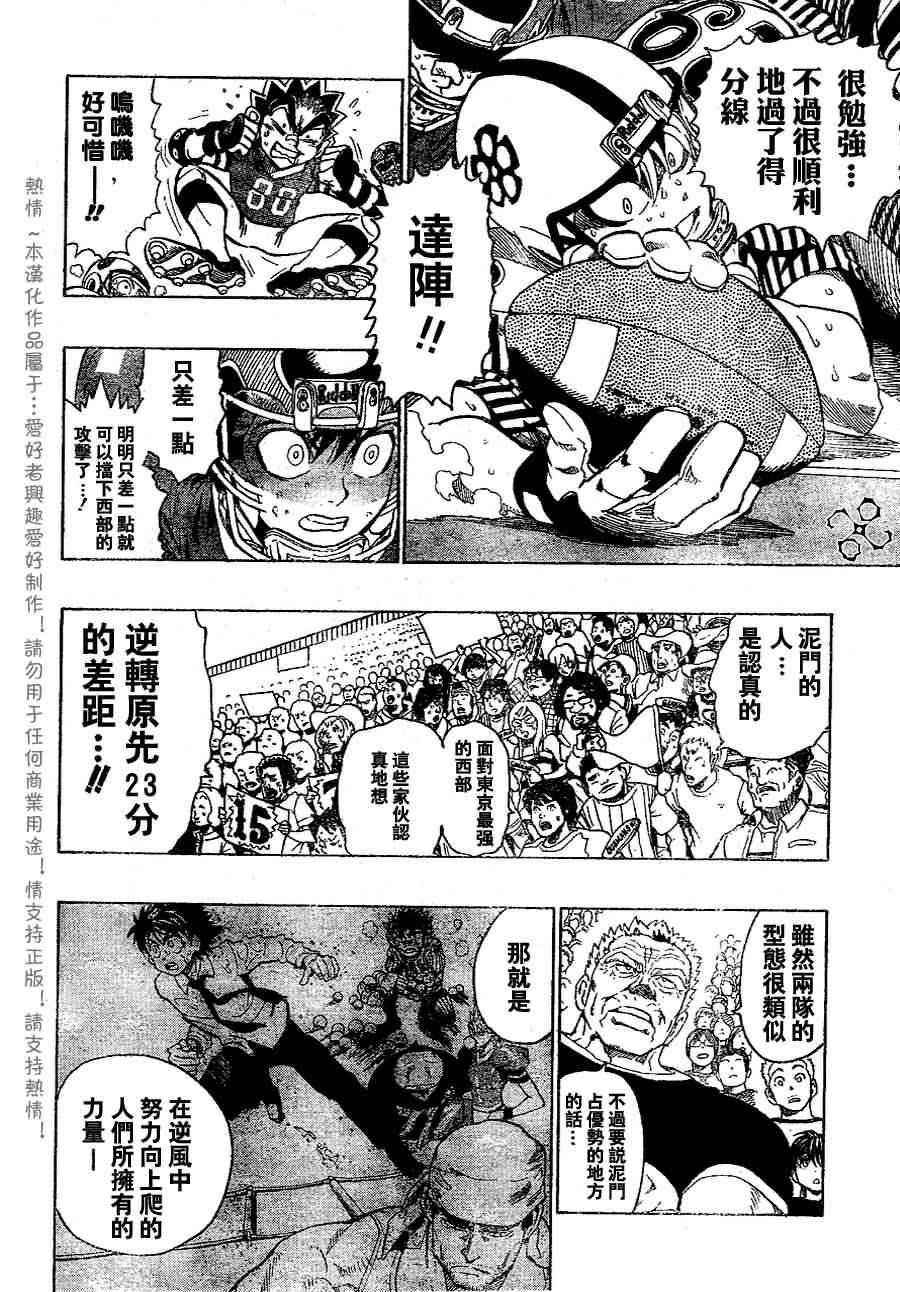 很勉強…
不過很順利
地過了得
分線
達陣!!
嗚嘰嘰，
好可惜——!!
80
Riddell
只差一點
明明只差一點就
可以擋下西部的
攻擊了…!
Riddell
泥門的
人…
是認真的
面對東京最强
的西部
這些家伙認
真地想
逆轉原先23分
的差距…!!
15
雖然兩隊的
型態很類似
不過要說泥門
占優勢的地方
的話…
那就是
在逆風中
努力向上爬的
人們所擁有的
力量—
熱情~本漢化作品屬于…愛好者興趣愛好制作!請勿用于任何商業用途!情支持正版!請支持熱情!